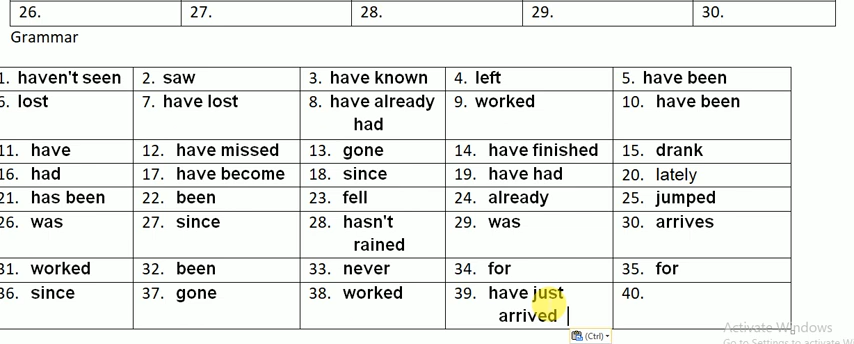 26. 27. 28. 29. 30.
Grammar
1. haven't seen 2. saw 3. have known 4. left 5. have been
6. lost 7. have lost 8. have already 9. worked 10. have been
had
11. have 12. have missed 13. gone 14. have finished 15. drank
16. had 17. have become 18. since 19. have had 20. lately
21. has been 22. been 23. fell 24. already 25. jumped
26. was 27. since 28. hasn't 29. was 30. arrives
rained
31. worked 32. been 33. never 34. for 35. for
36. since 37. gone 38. worked 39. have just 40.
arrived
(Ctrl)
Activate Windows
Go to Settings to activate Wi